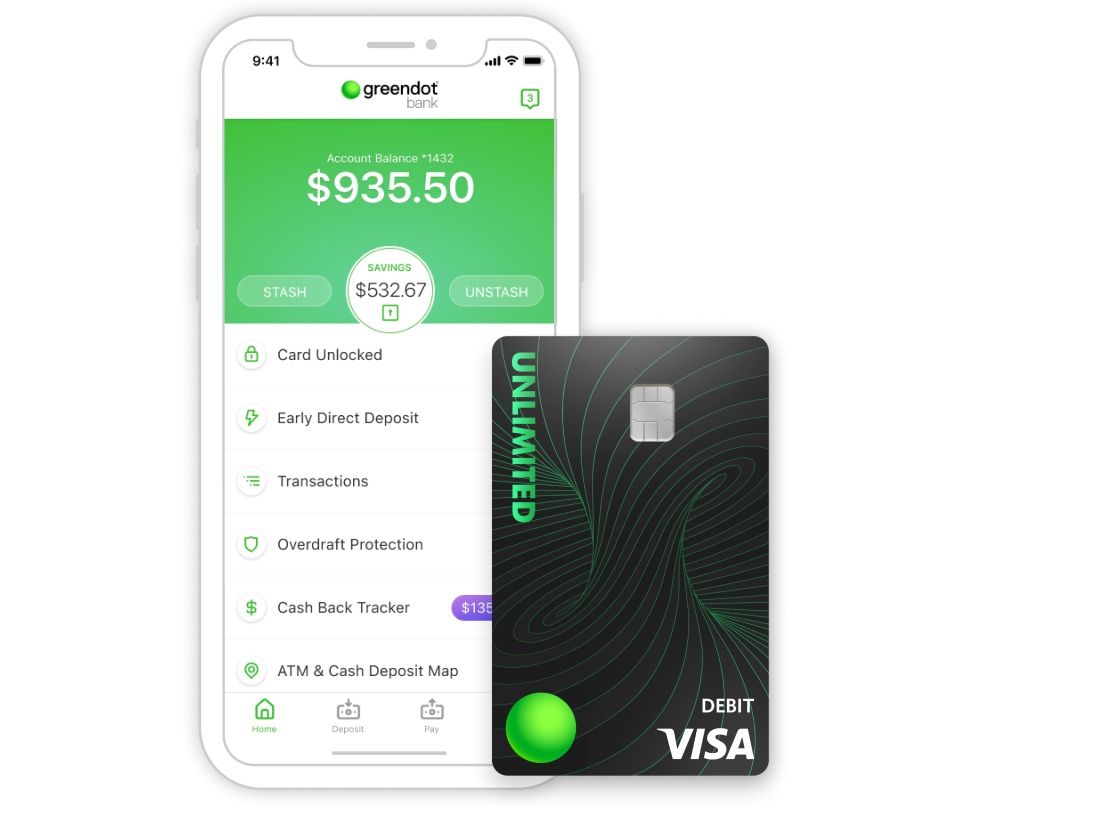 9:41
greendot
bank
3
Account Balance *1432
$935.50
SAVINGS
STASH
$532.67
UNSTASH
Card Unlocked
Early Direct Deposit
Transactions
Overdraft Protection
Cash Back Tracker
$135
ATM & Cash Deposit Map
Home
Deposit
Pay
UNLIMITED
DEBIT
VISA